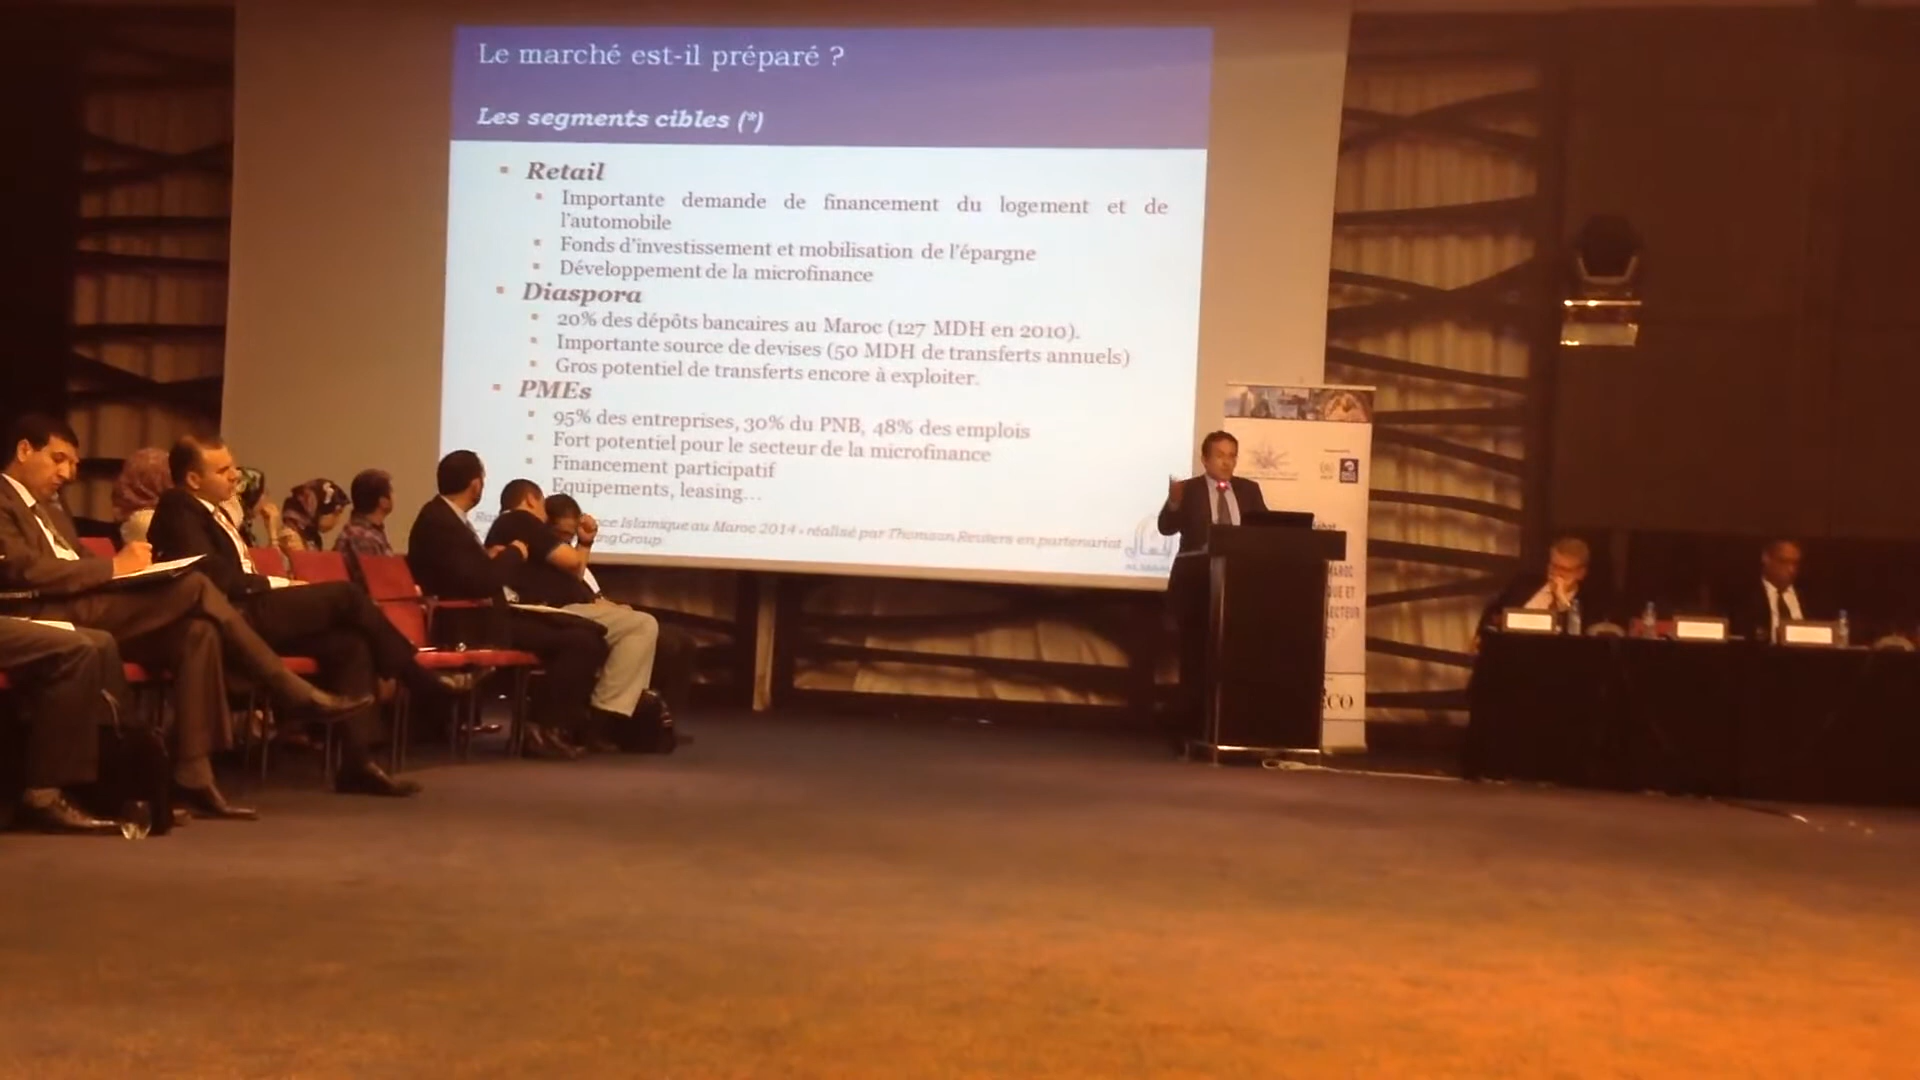 Le marché est-il préparé ?
Les segments cibles (*)
Retail
Importante demande de financement du logement et de
l'automobile
Fonds d'investissement et mobilisation de l'épargne
Développement de la microfinance
Diaspora
20% des dépôts bancaires au Maroc (127 MDH en 2010).
Importante source de devises (50 MDH de transferts annuels)
Gros potentiel de transferts encore à exploiter.
PMEs
95% des entreprises, 30% du PNB, 48% des emplois
Fort potentiel pour le secteur de la microfinance
Financement participatif
Equipements, leasing...
Islamique au Maroc 2014 - réalisé par Thomson Reuters en partenariat
Group